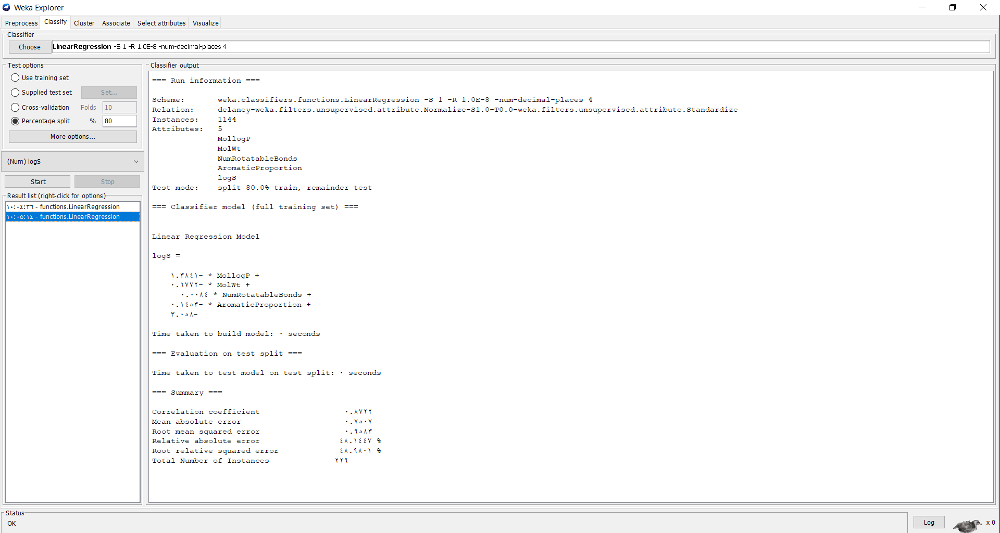 Weka Explorer
Preprocess Classify Cluster Associate Select attributes Visualize
Classifier
Choose LinearRegression -S 1 -R 1.0E-8 -num-decimal-places 4
Test options
Use training set
Supplied test set Set...
Cross-validation Folds 10
Percentage split % 80
More options...
(Num) logS
Start Stop
Result list (right-click for options)
١٠:٠٤:٣٦ - functions.LinearRegression
١٠:٠٥:١٤ - functions.LinearRegression
Classifier output
=== Run information ===
Scheme: weka.classifiers.functions.LinearRegression -S 1 -R 1.0E-8 -num-decimal-places 4
Relation: delaney-weka.filters.unsupervised.attribute.Normalize-S1.0-T0.0-weka.filters.unsupervised.attribute.Standardize
Instances: 1144
Attributes: 5
MollogP
MolWt
NumRotatableBonds
AromaticProportion
logS
Test mode: split 80.0% train, remainder test
=== Classifier model (full training set) ===
Linear Regression Model
logS =
١.٣٨٤١- * MollogP +
٠.٦٧٧٢- * MolWt +
٠.٠٠٨٤ * NumRotatableBonds +
٠.١٤٥٣- * AromaticProportion +
٣.٠٥٨-
Time taken to build model: ٠ seconds
=== Evaluation on test split ===
Time taken to test model on test split: ٠ seconds
=== Summary ===
Correlation coefficient ٠.٨٧٢٢
Mean absolute error ٠.٧٥٠٧
Root mean squared error ٠.٩٥٨٣
Relative absolute error ٤٨.١٤٤٧ %
Root relative squared error ٤٨.٩٨٠١ %
Total Number of Instances ٢٢٩
Status
OK
Log x 0